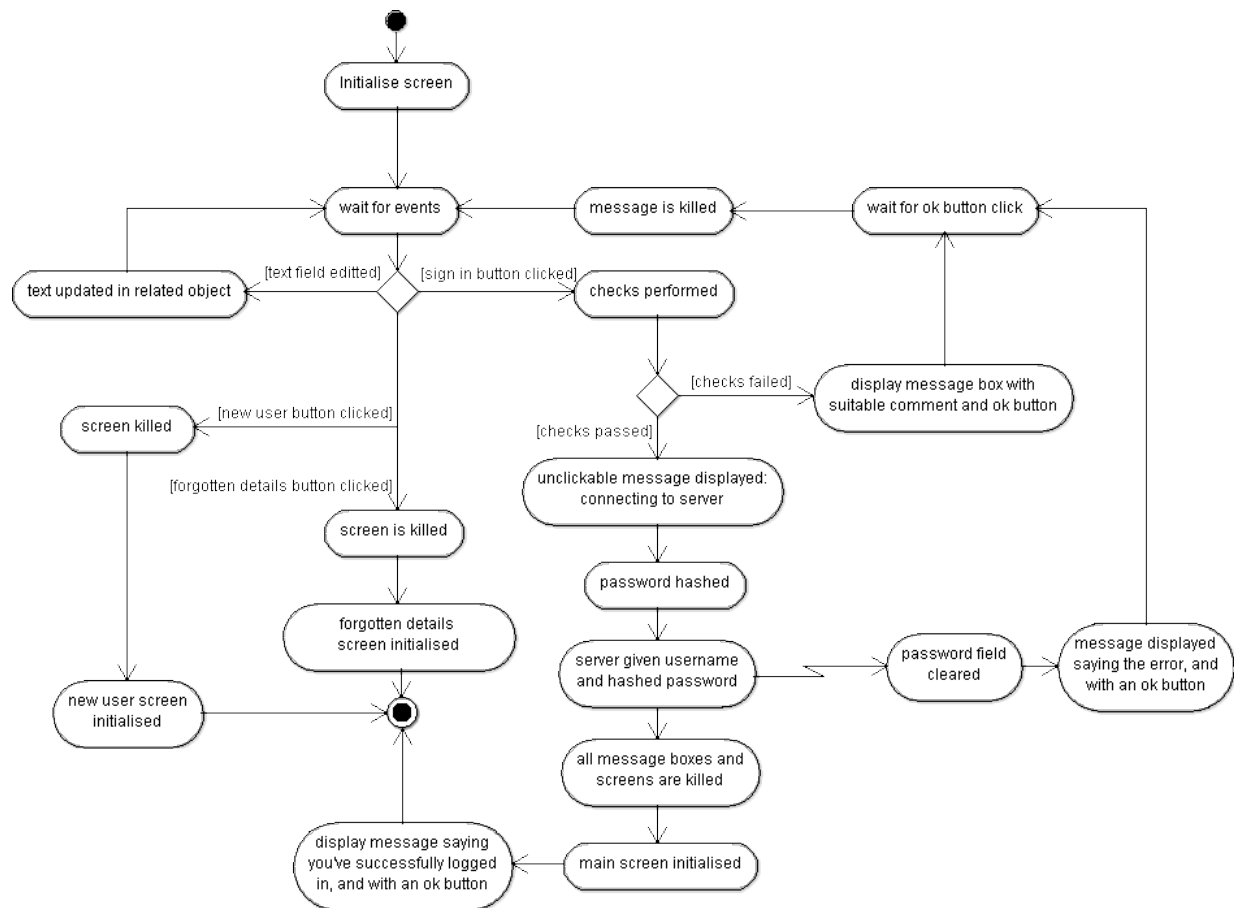 Initialise screen
wait for events
message is killed
wait for ok button click
[text field editted]
[sign in button clicked]
text updated in related object
checks performed
[checks failed]
display message box with
suitable comment and ok button
[new user button clicked]
screen killed
[checks passed]
unclickable message displayed:
connecting to server
[forgotten details button clicked]
screen is killed
password hashed
forgotten details
screen initialised
server given username
and hashed password
password field
cleared
message displayed
saying the error, and
with an ok button
new user screen
initialised
all message boxes and
screens are killed
display message saying
you've successfully logged
in, and with an ok button
main screen initialised